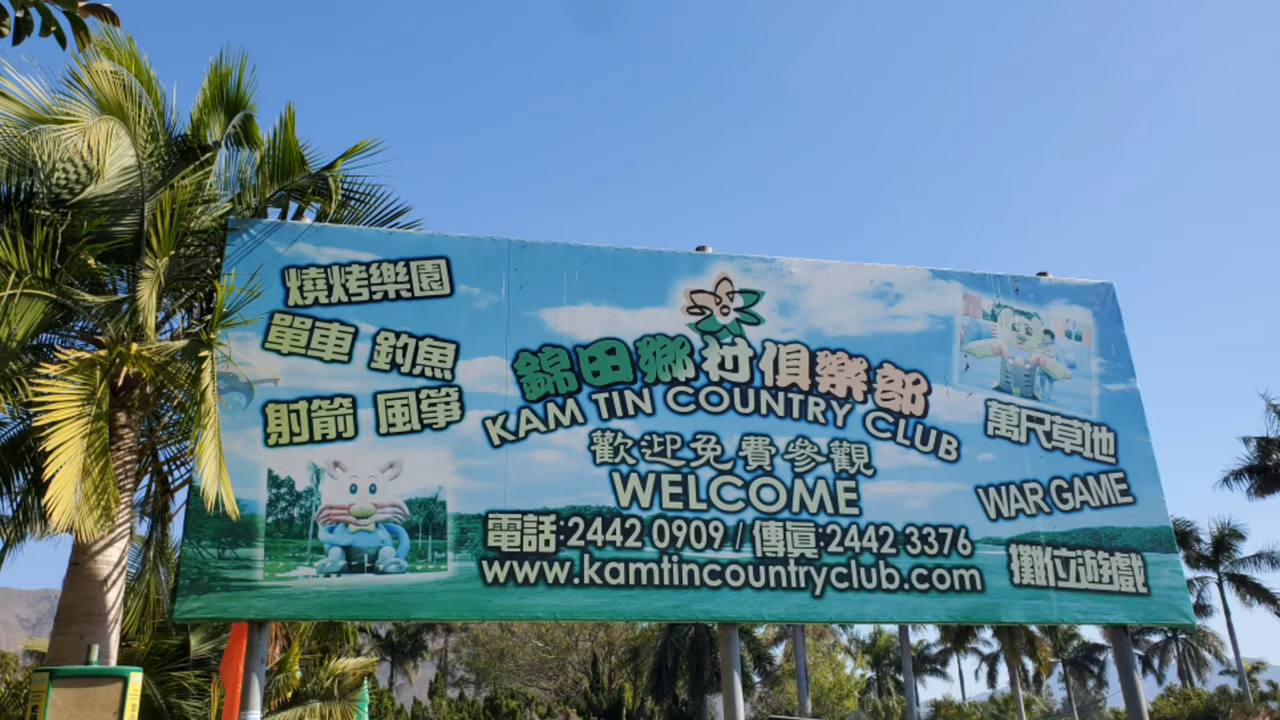 燒烤樂園
單車 釣魚
射箭 風箏
錦田鄉村俱樂部
KAM TIN COUNTRY CLUB
歡迎免費參觀
WELCOME
電話:2442 0909 / 傳真:2442 3376
www.kamtincountryclub.com
萬尺草地
WAR GAME
攤位遊戲